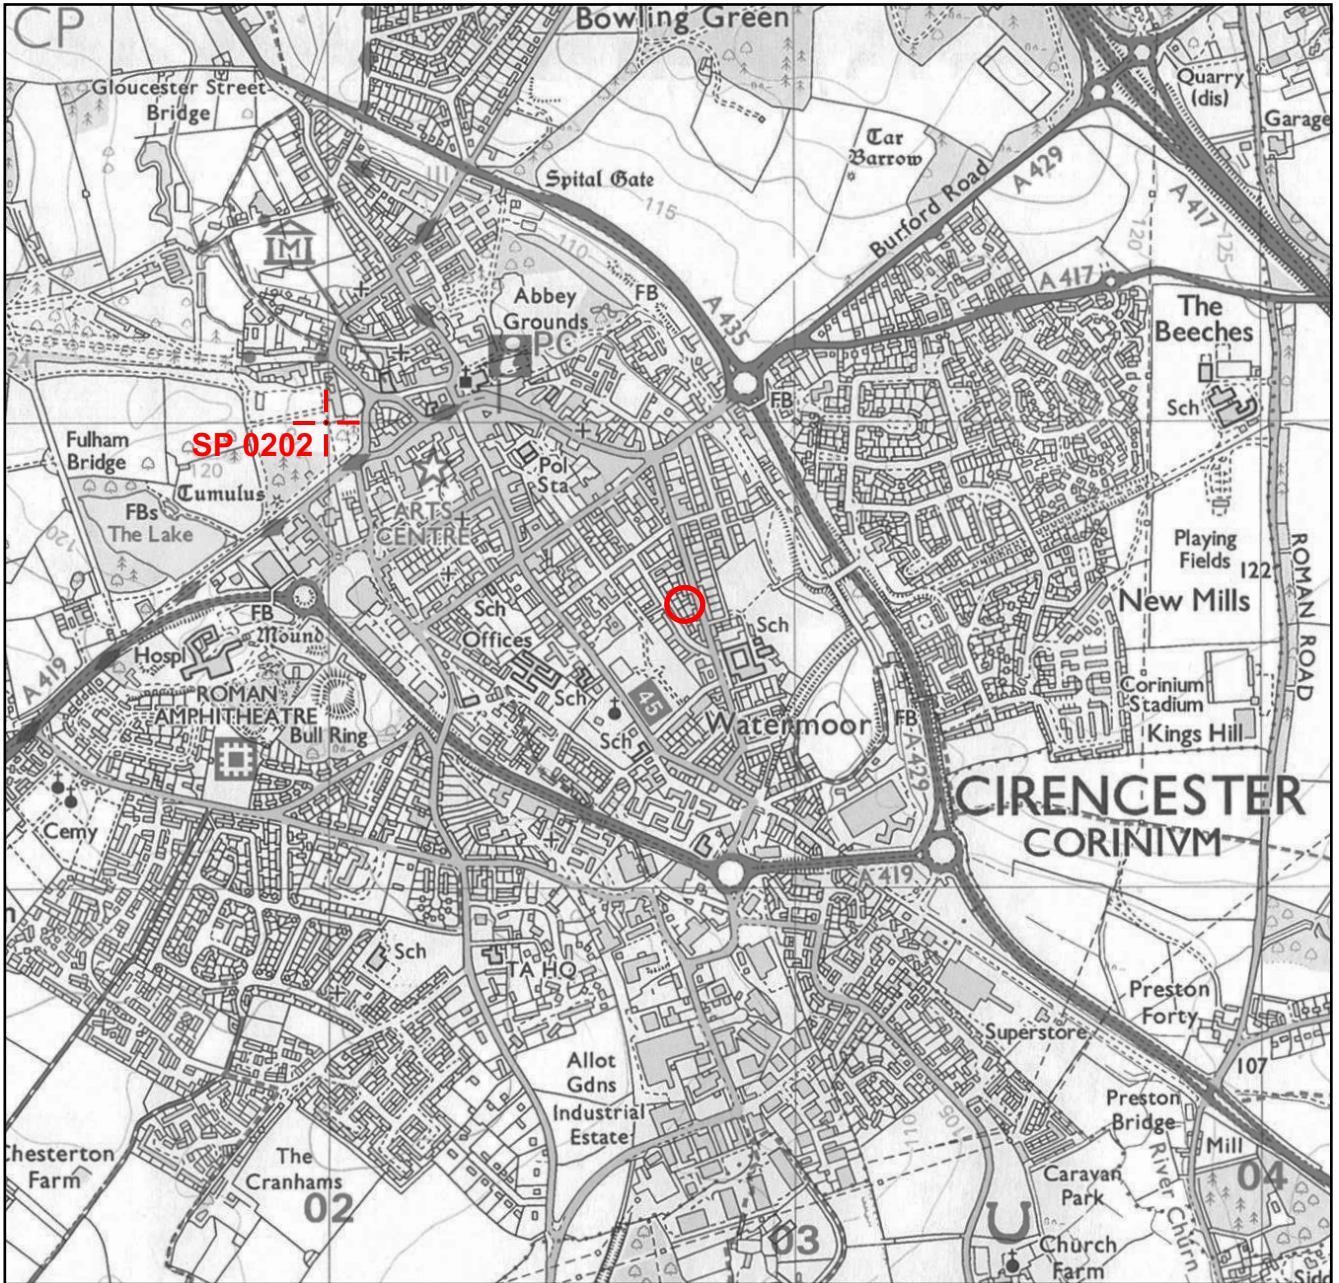 CP
Bowling Green
Gloucester Street
Bridge
Quarry
(dis)
Garage
Tar
Barrow
Spital Gate
115
111
Burford Road
A 429
A 417
120
125
110
Abbey
Grounds
FB
A 435
A 417
The
Beeches
PC
FB
Sch
SP 0202
Fulham
Bridge
120
Tumulus
Pol
Sta
FBs
The Lake
120
ARTS
CENTRE
Playing
Fields
122
ROMAN ROAD
New Mills
FB
Mound
Sch
Offices
Sch
Hospl
A 419
ROMAN
AMPHITHEATRE
Bull Ring
Sch
45
Sch
Watermoor
FB
A 429
Corinium
Stadium
Kings Hill
CIRENCESTER
CORINIVM
Cemy
A 419
Sch
TA HQ
Preston
Forty
Superstore
107
Allot
Gdns
Industrial
Estate
110
105
Preston
Bridge
Mill
River Churn
Chesterton
Farm
The
Cranhams
02
Caravan
Park
04
03
Church
Farm